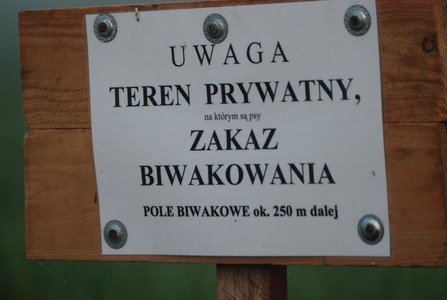 UWAGA
TEREN PRYWATNY,
na którym są psy
ZAKAZ
BIWAKOWANIA
POLE BIWAKOWE ok. 250 m dalej